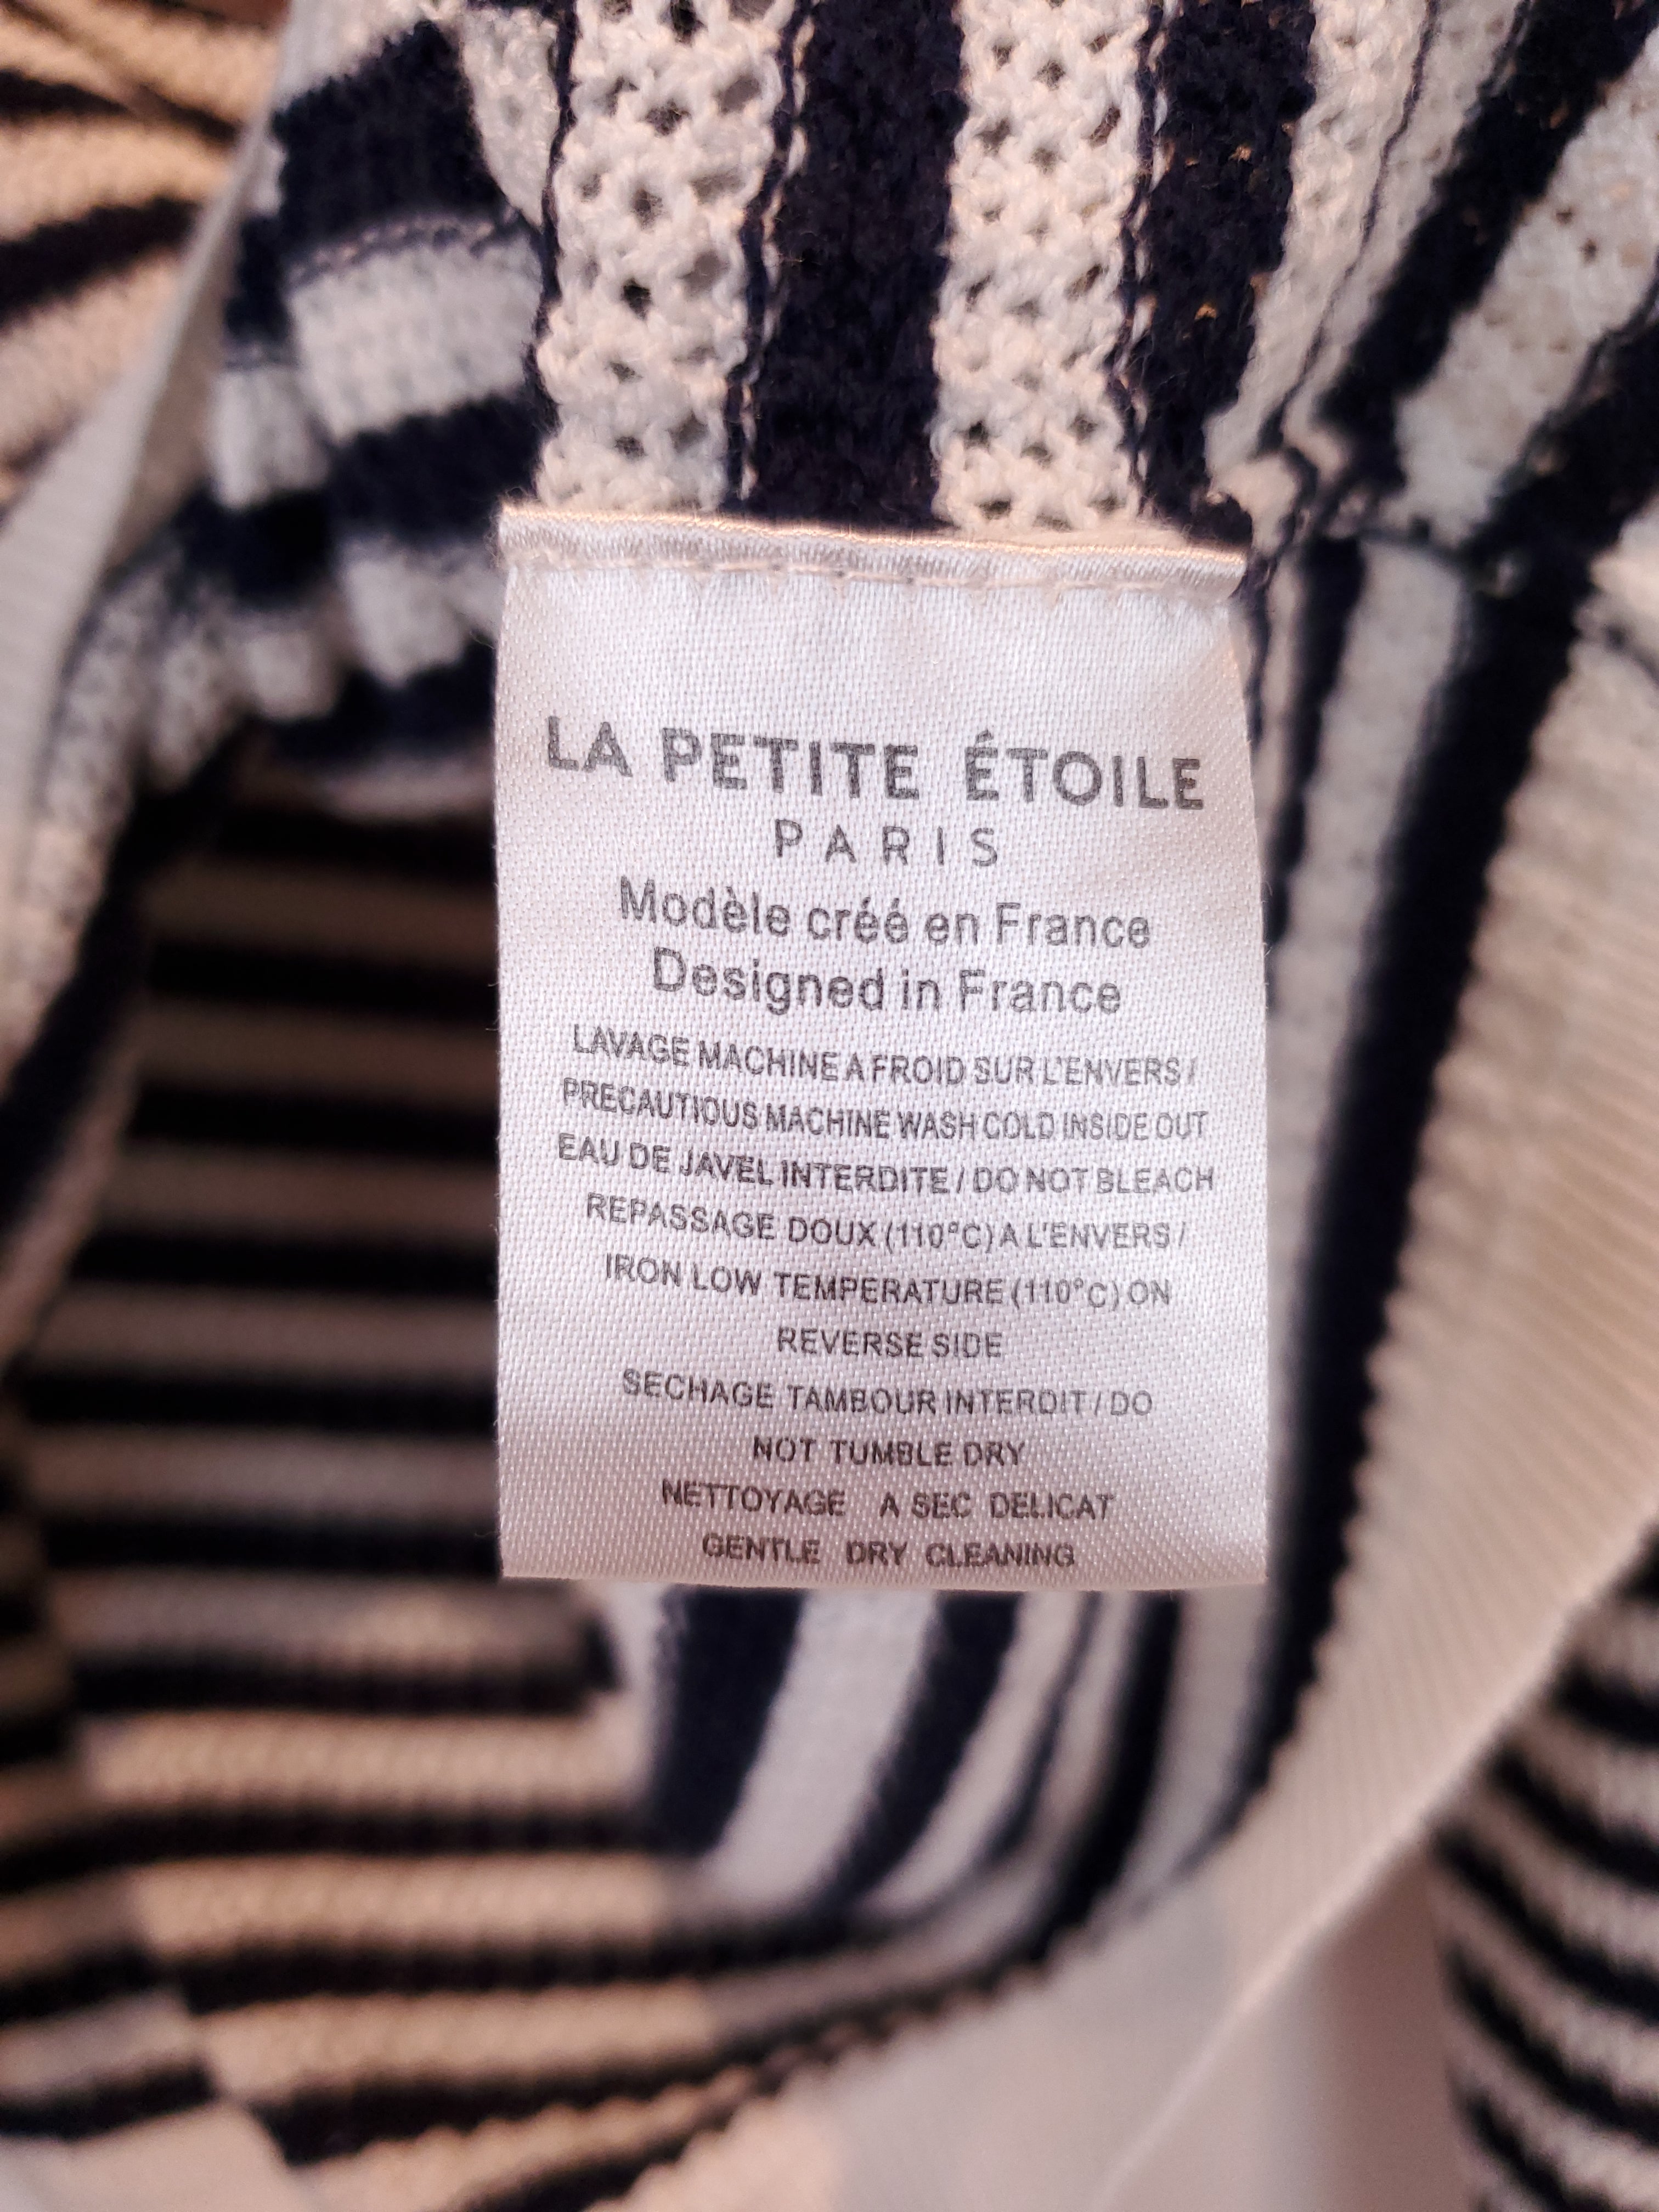 LA PETITE ÉTOILE
PARIS
Modèle créé en France
Designed in France
LAVAGE MACHINE A FROID SUR L'ENVERS /
PRECAUTIOUS MACHINE WASH COLD INSIDE OUT
EAU DE JAVEL INTERDITE / DO NOT BLEACH
REPASSAGE DOUX (110°C) A L'ENVERS /
IRON LOW TEMPERATURE (110°C) ON
REVERSE SIDE
SECHAGE TAMBOUR INTERDIT / DO
NOT TUMBLE DRY
NETTOYAGE A SEC DELICAT
GENTLE DRY CLEANING